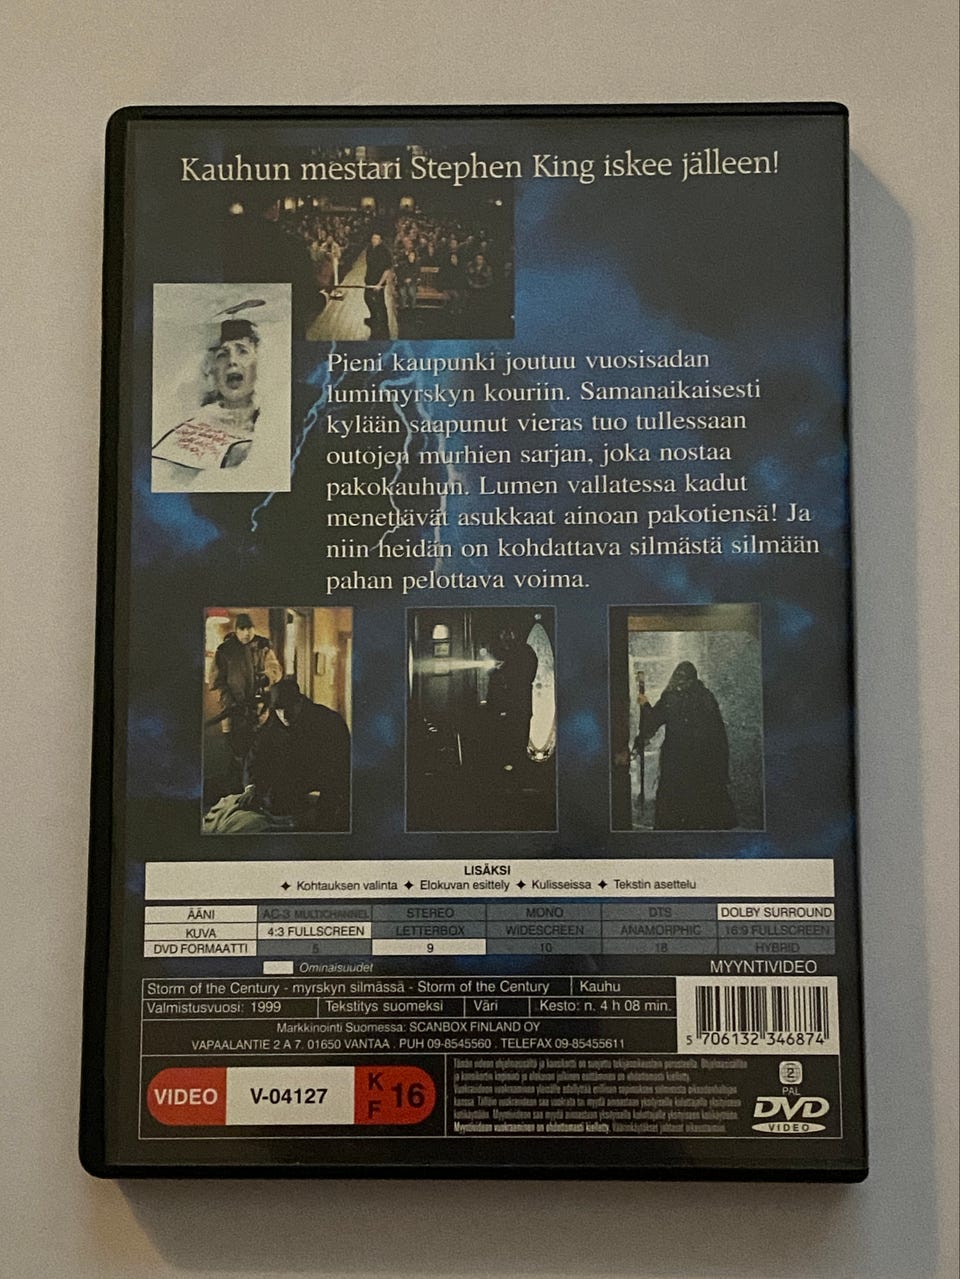 Kauhun mestari Stephen King iskee jälleen!
Pieni kaupunki joutuu vuosisadan
lumimyrskyn kouriin. Samanaikaisesti
kylään saapunut vieras tuo tullessaan
outojen murhien sarjan, joka nostaa
pakokauhun. Lumen vallatessa kadut
menettävät asukkaat ainoan pakotiensä! Ja
niin heidän on kohdattava silmästä silmään
pahan pelottava voima.
LISÄKSI
✦ Kohtauksen valinta ✦ Elokuvan esittely ✦ Kulisseissa ✦ Tekstin asettelu
ÄÄNI AC-3 MULTICHANNEL STEREO MONO DTS DOLBY SURROUND
KUVA 4:3 FULLSCREEN LETTERBOX WIDESCREEN ANAMORPHIC 16:9 FULLSCREEN
DVD FORMAATTI 5 9 10 18 HYBRID
Ominaisuudet MYYNTIVIDEO
Storm of the Century - myrskyn silmässä - Storm of the Century Kauhu
Valmistusvuosi: 1999 Tekstitys suomeksi Väri Kesto: n. 4 h 08 min.
Markkinointi Suomessa: SCANBOX FINLAND OY
VAPAALANTIE 2 A 7. 01650 VANTAA . PUH 09-8545560 . TELEFAX 09-85455611
5 706132 346874
VIDEO V-04127 K F 16
Myyntivideon vuokraaminen on ehdottomasti kielletty.
2
PAL
DVD
VIDEO